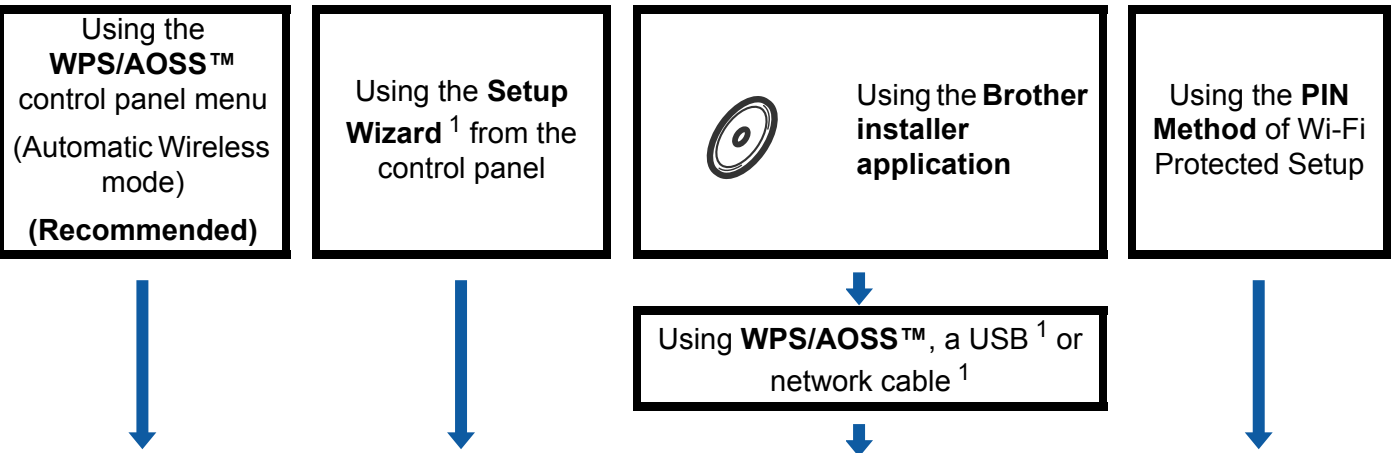 Using the
WPS/AOSS™
control panel menu
(Automatic Wireless
mode)
(Recommended)
Using the Setup
Wizard 1 from the
control panel
Using the Brother
installer
application
Using the PIN
Method of Wi-Fi
Protected Setup
Using WPS/AOSS™, a USB 1 or
network cable 1